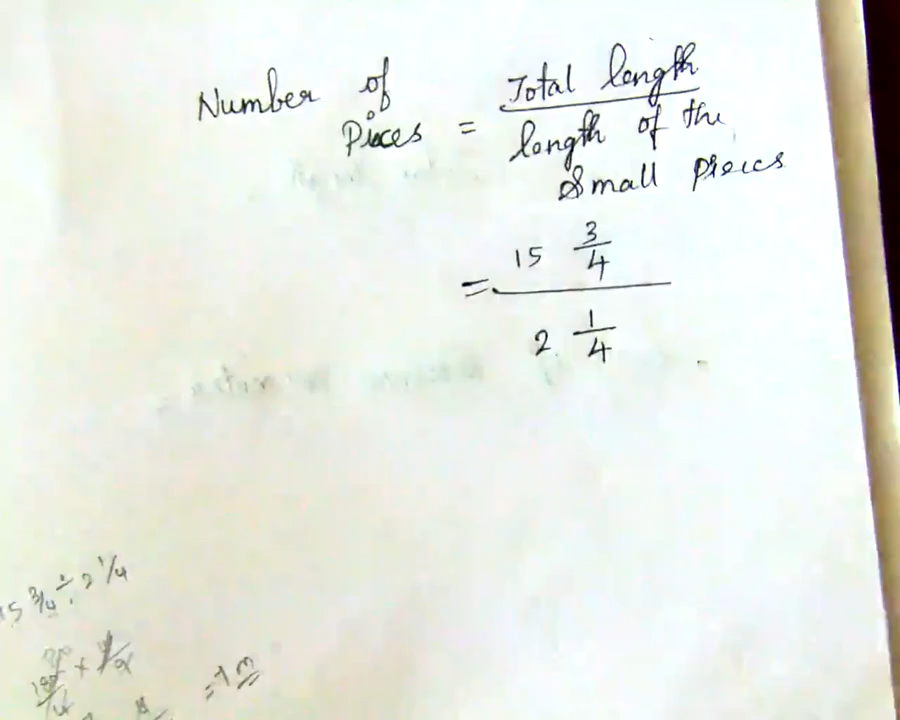 Number of
Pieces = Total length
length of the
Small pieces
= 15 3/4
2 1/4
15 3/4 ÷ 2 1/4